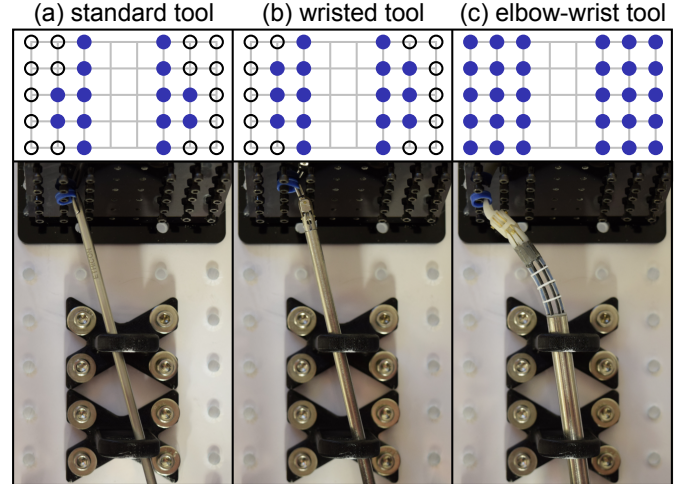 (a) standard tool
(b) wristed tool
(c) elbow-wrist tool